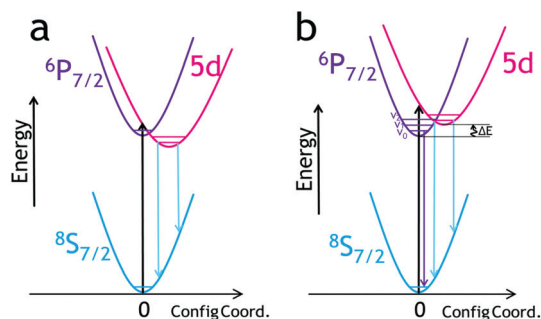 a
⁶P₇/₂
5d
Energy
⁸S₇/₂
0
Config Coord.
b
⁶P₇/₂
5d
V₀
ΔE
Energy
⁸S₇/₂
0
Config Coord.